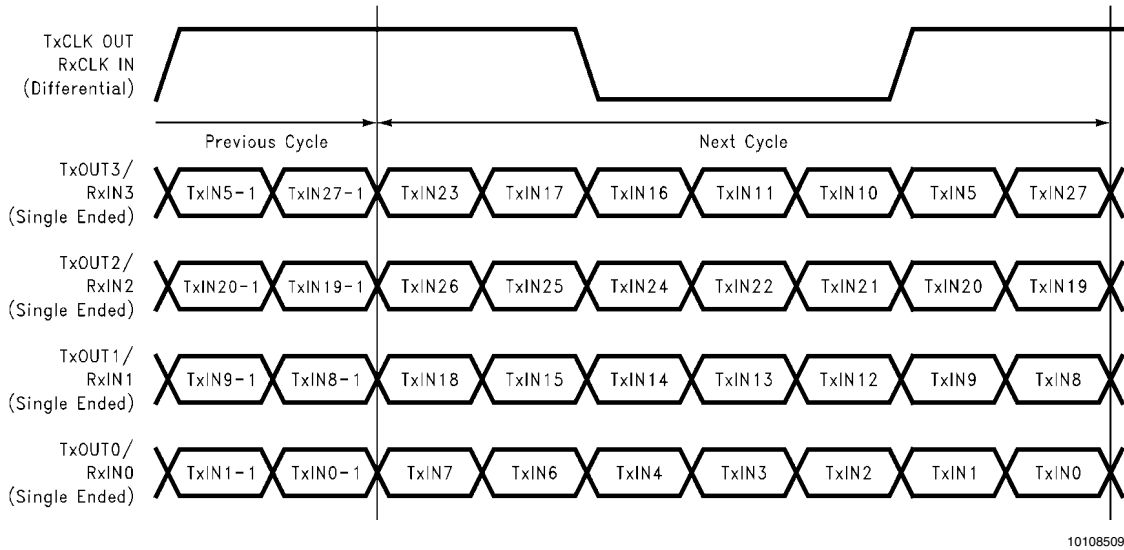 TxCLK OUT
RxCLK IN
(Differential)
Previous Cycle Next Cycle
TxOUT3/
RxIN3
(Single Ended)
TxIN5-1 TxIN27-1 TxIN23 TxIN17 TxIN16 TxIN11 TxIN10 TxIN5 TxIN27
TxOUT2/
RxIN2
(Single Ended)
TxIN20-1 TxIN19-1 TxIN26 TxIN25 TxIN24 TxIN22 TxIN21 TxIN20 TxIN19
TxOUT1/
RxIN1
(Single Ended)
TxIN9-1 TxIN8-1 TxIN18 TxIN15 TxIN14 TxIN13 TxIN12 TxIN9 TxIN8
TxOUT0/
RxIN0
(Single Ended)
TxIN1-1 TxIN0-1 TxIN7 TxIN6 TxIN4 TxIN3 TxIN2 TxIN1 TxIN0
10108509